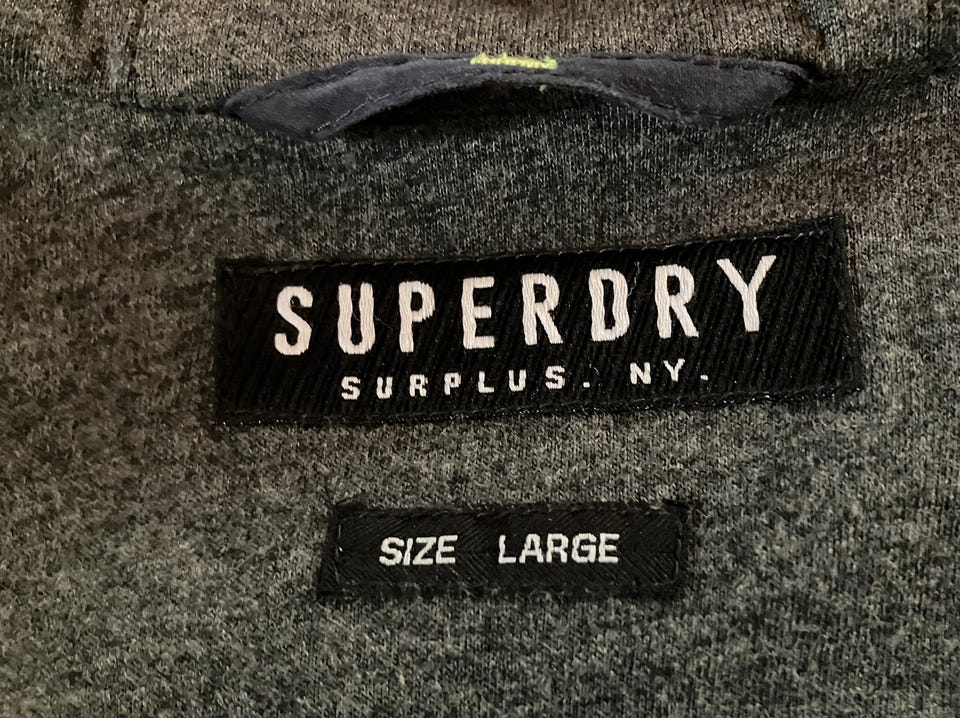 SUPERDRY
SURPLUS. NY.
SIZE LARGE